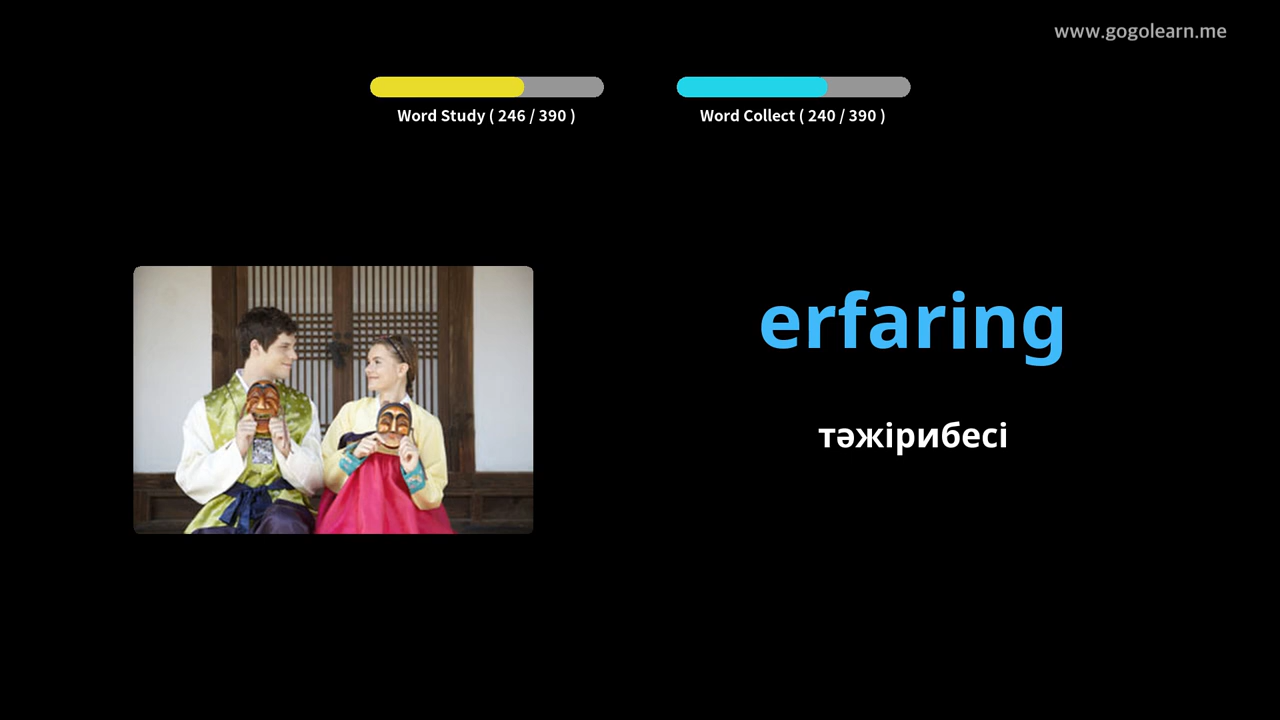 www.gogolearn.me
Word Study ( 246 / 390 )
Word Collect ( 240 / 390 )
erfaring
тәжірибесі